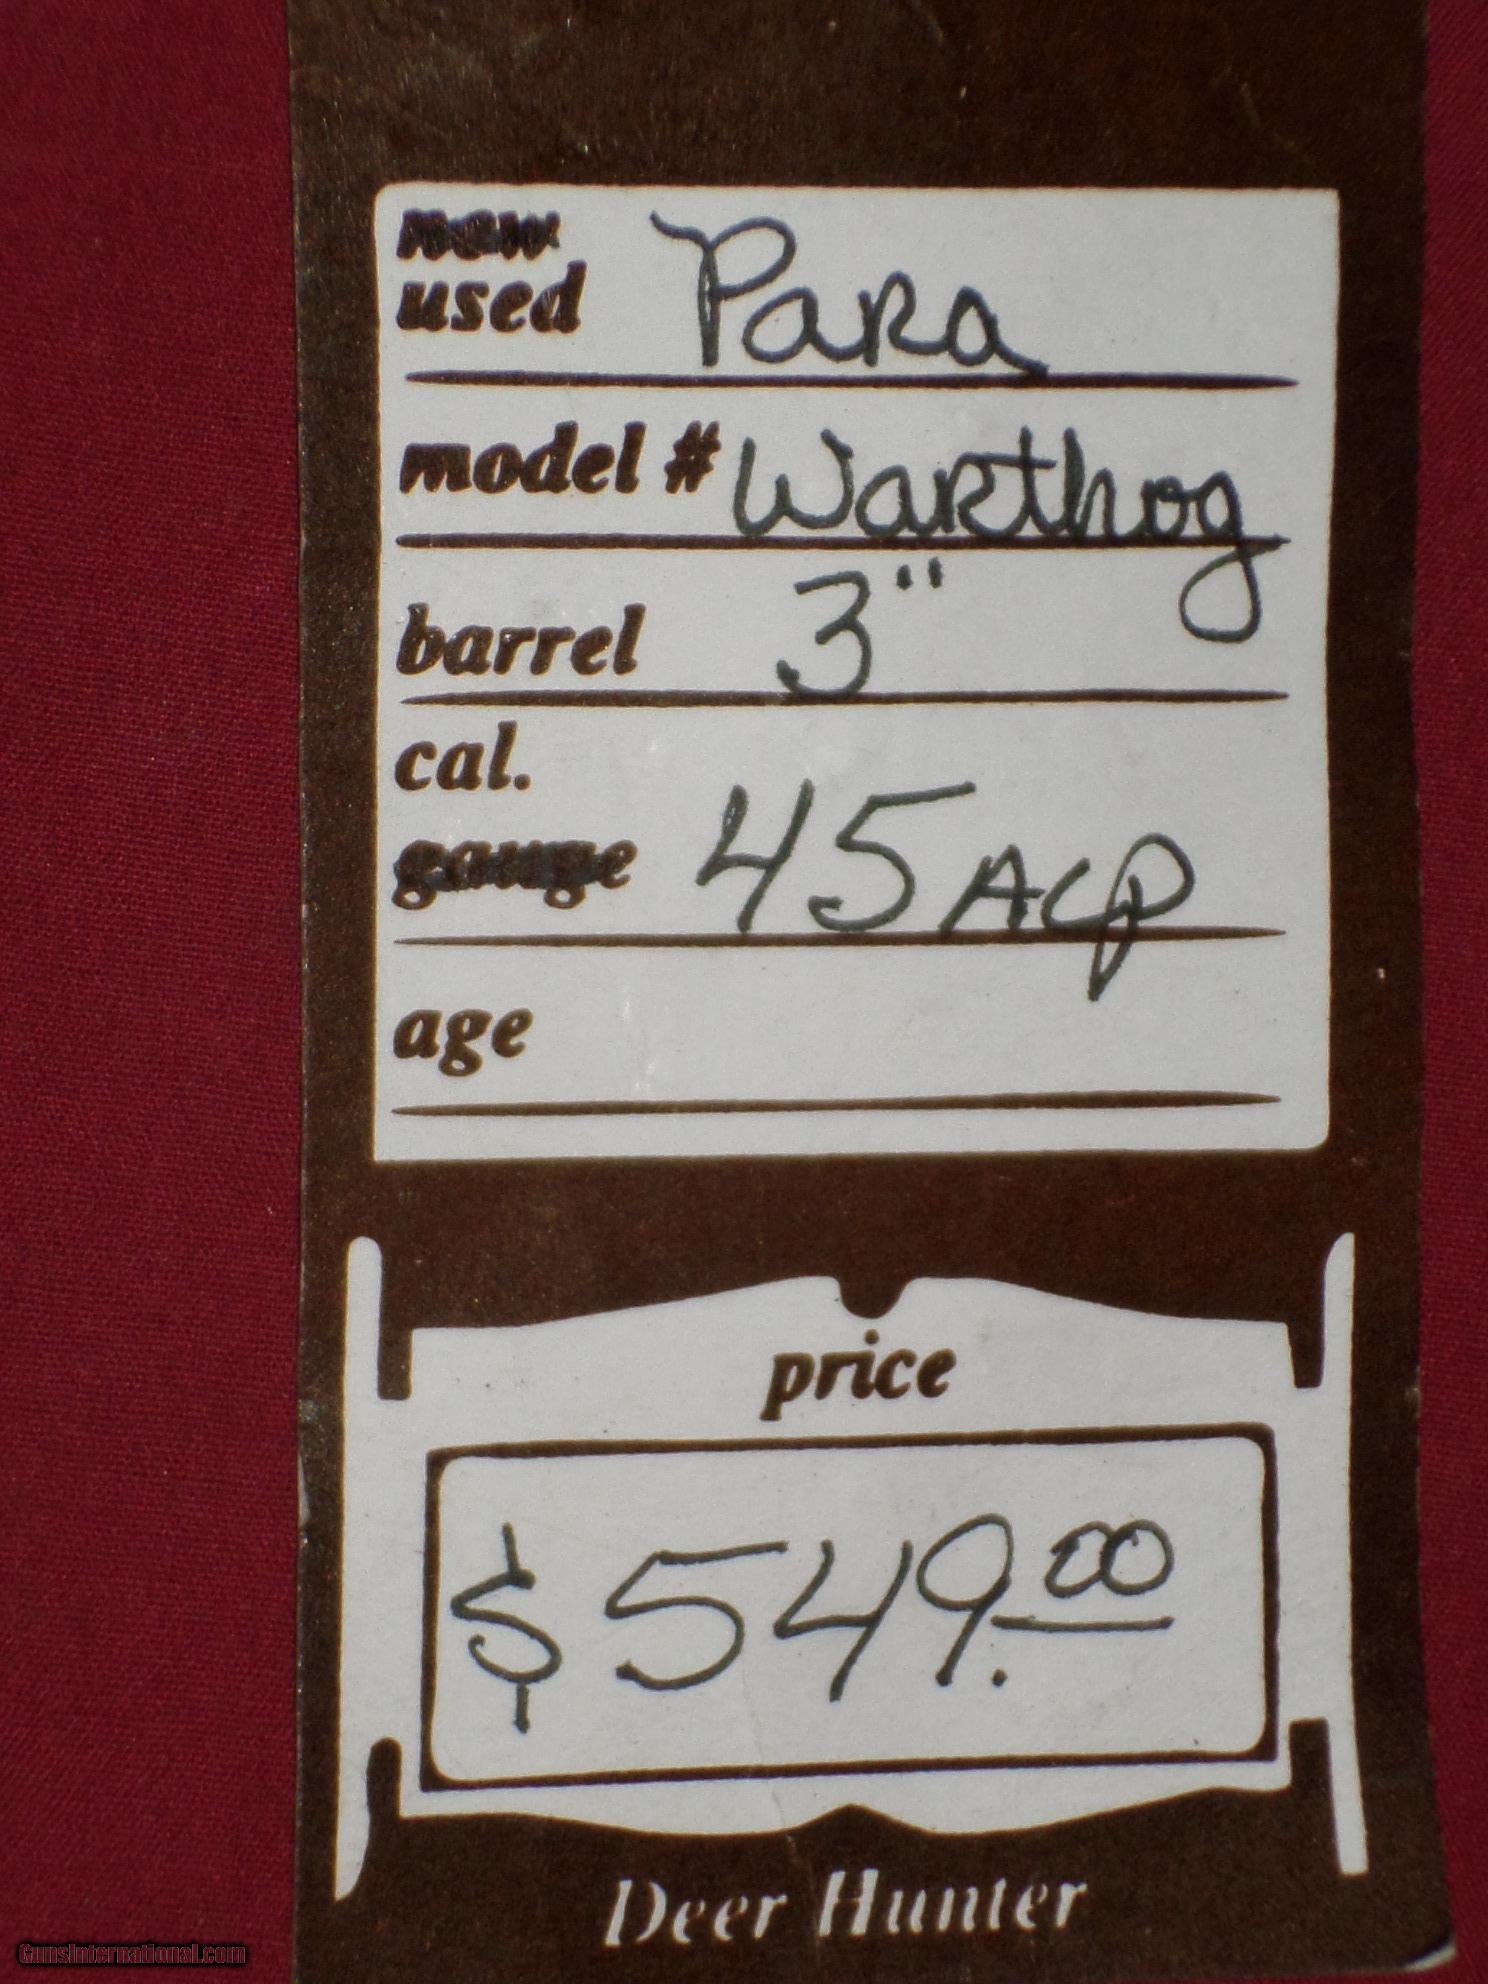 new
used Para
model # Warthog
barrel 3"
cal.
gauge 45 ACP
age
price
$549.00
Deer Hunter
GunsInternational.com